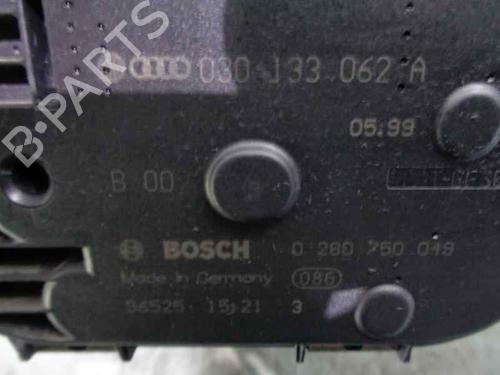 030 133 062 A
05.99
B 00
BOSCH 0 280 750 049
Made in Germany 086
96525 15:21 3
B-PARTS